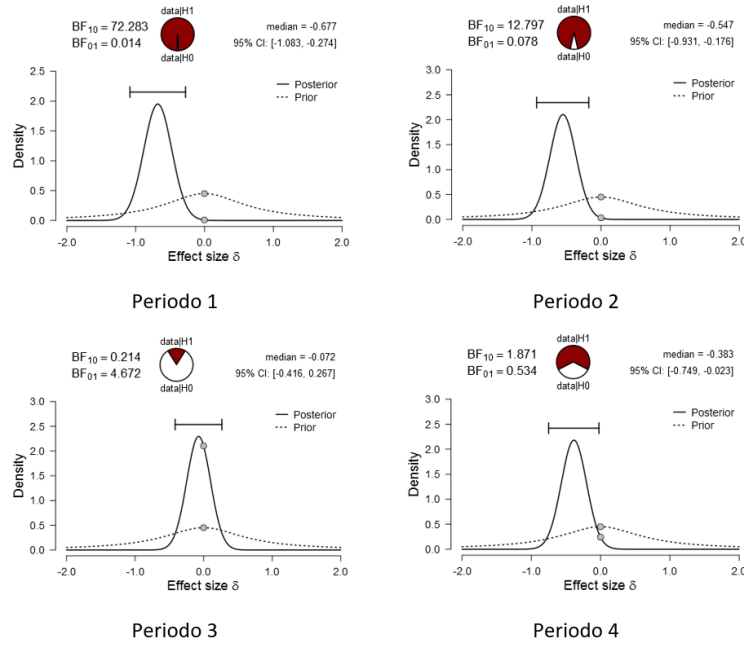 data|H1
BF10 = 72.283
BF01 = 0.014
data|H0
median = -0.677
95% CI: [-1.083, -0.274]
2.5
2.0
1.5
1.0
0.5
0.0
Density
Posterior
Prior
-2.0 -1.0 0.0 1.0 2.0
Effect size δ
Periodo 1
data|H1
BF10 = 12.797
BF01 = 0.078
data|H0
median = -0.547
95% CI: [-0.931, -0.176]
3.0
2.5
2.0
1.5
1.0
0.5
0.0
Density
Posterior
Prior
-2.0 -1.0 0.0 1.0 2.0
Effect size δ
Periodo 2
data|H1
BF10 = 0.214
BF01 = 4.672
data|H0
median = -0.072
95% CI: [-0.416, 0.267]
3.0
2.5
2.0
1.5
1.0
0.5
0.0
Density
Posterior
Prior
-2.0 -1.0 0.0 1.0 2.0
Effect size δ
Periodo 3
data|H1
BF10 = 1.871
BF01 = 0.534
data|H0
median = -0.383
95% CI: [-0.749, -0.023]
3.0
2.5
2.0
1.5
1.0
0.5
0.0
Density
Posterior
Prior
-2.0 -1.0 0.0 1.0 2.0
Effect size δ
Periodo 4